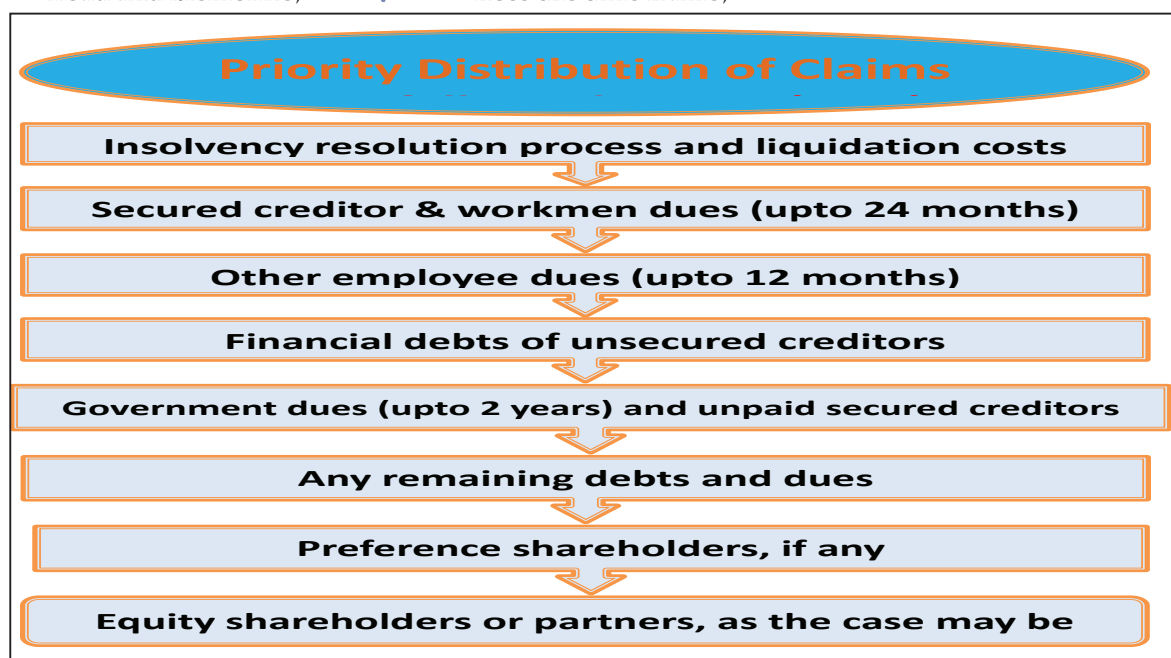 Priority Distribution of Claims
Insolvency resolution process and liquidation costs
Secured creditor & workmen dues (upto 24 months)
Other employee dues (upto 12 months)
Financial debts of unsecured creditors
Government dues (upto 2 years) and unpaid secured creditors
Any remaining debts and dues
Preference shareholders, if any
Equity shareholders or partners, as the case may be